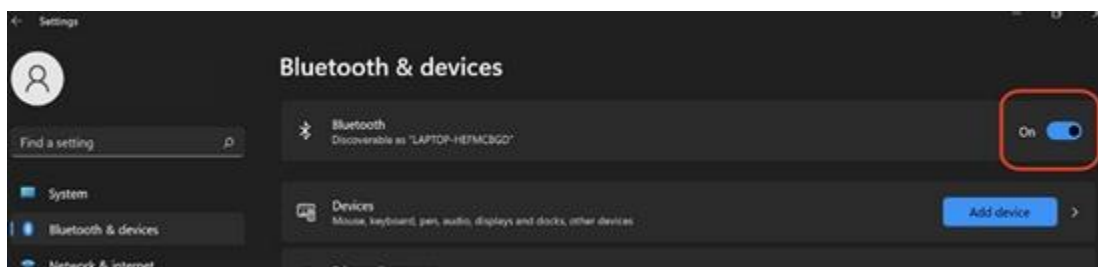 Settings
Bluetooth & devices
Bluetooth
Discoverable as "LAPTOP-HEFMCBGO"
On
Find a setting
System
Devices
Mouse, keyboard, pen, audio, displays and docks, other devices
Add device
Bluetooth & devices
Network & internet